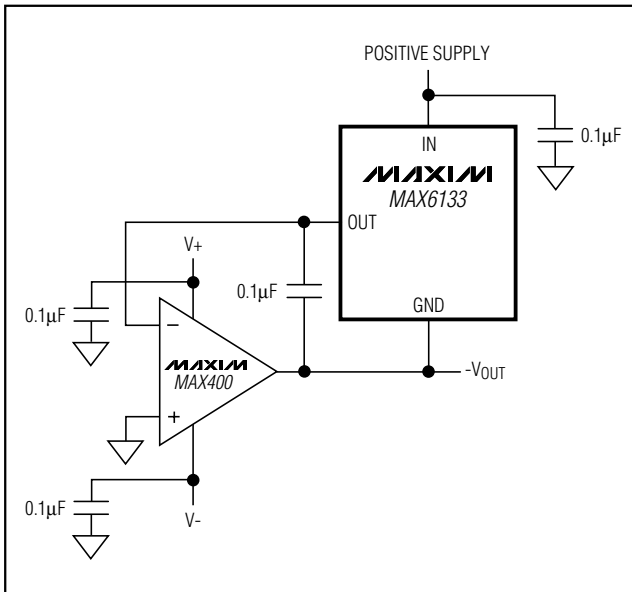 POSITIVE SUPPLY
IN
0.1µF
MAXIM
MAX6133
OUT
V+
0.1µF
0.1µF
GND
−
MAXIM
MAX400
-VOUT
+
0.1µF
V-